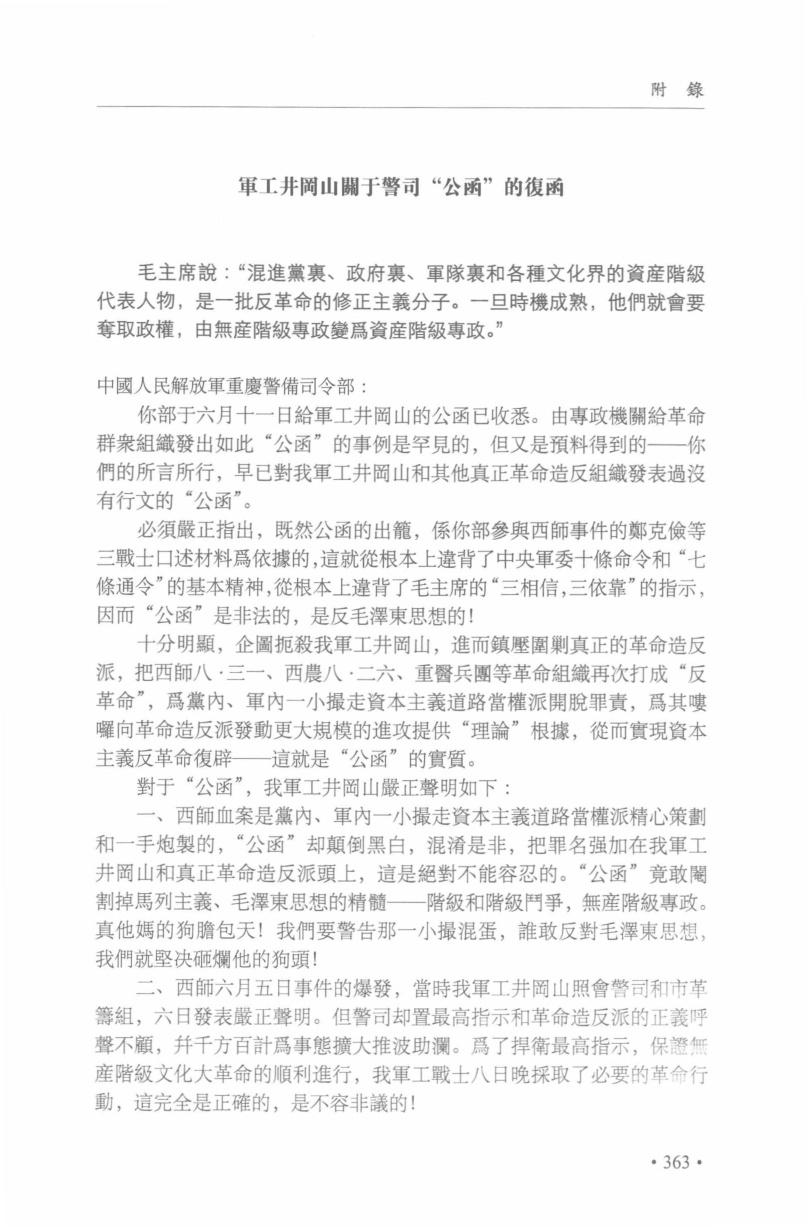 附 錄
軍工井岡山關于警司“公函”的復函
毛主席說：“混進黨裏、政府裏、軍隊裏和各種文化界的資産階級
代表人物，是一批反革命的修正主義分子。一旦時機成熟，他們就會要
奪取政權，由無産階級專政變爲資産階級專政。”
中國人民解放軍重慶警備司令部：
你部于六月十一日給軍工井岡山的公函已收悉。由專政機關給革命
群衆組織發出如此“公函”的事例是罕見的，但又是預料得到的——你
們的所言所行，早已對我軍工井岡山和其他真正革命造反組織發表過沒
有行文的“公函”。
必須嚴正指出，既然公函的出籠，係你部參與西師事件的鄭克儉等
三戰士口述材料爲依據的，這就從根本上違背了中央軍委十條命令和“七
條通令”的基本精神，從根本上違背了毛主席的“三相信，三依靠”的指示，
因而“公函”是非法的，是反毛澤東思想的！
十分明顯，企圖扼殺我軍工井岡山，進而鎮壓圍剿真正的革命造反
派，把西師八·三一、西農八·二六、重醫兵團等革命組織再次打成“反
革命”，爲黨內、軍內一小撮走資本主義道路當權派開脫罪責，爲其嘍
囉向革命造反派發動更大規模的進攻提供“理論”根據，從而實現資本
主義反革命復辟——這就是“公函”的實質。
對于“公函”，我軍工井岡山嚴正聲明如下：
一、西師血案是黨內、軍內一小撮走資本主義道路當權派精心策劃
和一手炮製的，“公函”却顛倒黑白，混淆是非，把罪名强加在我軍工
井岡山和真正革命造反派頭上，這是絕對不能容忍的。“公函”竟敢閹
割掉馬列主義、毛澤東思想的精髓——階級和階級鬥爭，無産階級專政。
真他媽的狗膽包天！我們要警告那一小撮混蛋，誰敢反對毛澤東思想，
我們就堅决砸爛他的狗頭！
二、西師六月五日事件的爆發，當時我軍工井岡山照會警司和市革
籌組，六日發表嚴正聲明。但警司却置最高指示和革命造反派的正義呼
聲不顧，幷千方百計爲事態擴大推波助瀾。爲了捍衛最高指示，保證無
産階級文化大革命的順利進行，我軍工戰士八日晚採取了必要的革命行
動，這完全是正確的，是不容非議的！
·363·